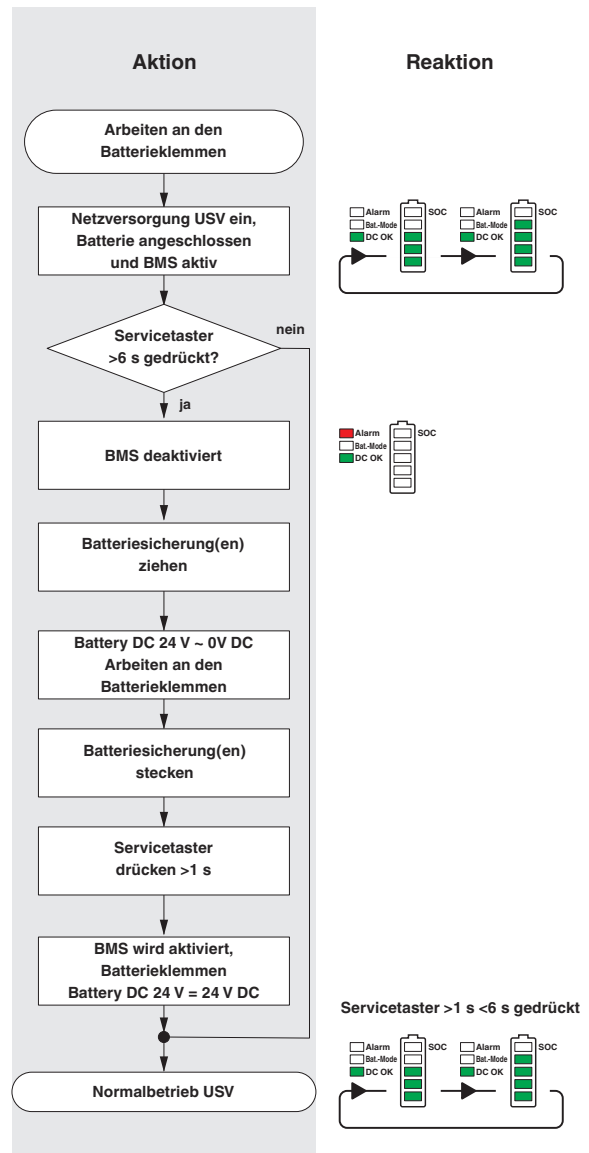 Aktion
Reaktion
Arbeiten an den
Batterieklemmen
Netzversorgung USV ein,
Batterie angeschlossen
und BMS aktiv
Alarm
Bat.-Mode
DC OK
SOC
Alarm
Bat.-Mode
DC OK
SOC
Servicetaster
>6 s gedrückt?
nein
ja
BMS deaktiviert
Alarm
Bat.-Mode
DC OK
SOC
Batteriesicherung(en)
ziehen
Battery DC 24 V ~ 0V DC
Arbeiten an den
Batterieklemmen
Batteriesicherung(en)
stecken
Servicetaster
drücken >1 s
BMS wird aktiviert,
Batterieklemmen
Battery DC 24 V = 24 V DC
Servicetaster >1 s <6 s gedrückt
Alarm
Bat.-Mode
DC OK
SOC
Alarm
Bat.-Mode
DC OK
SOC
Normalbetrieb USV